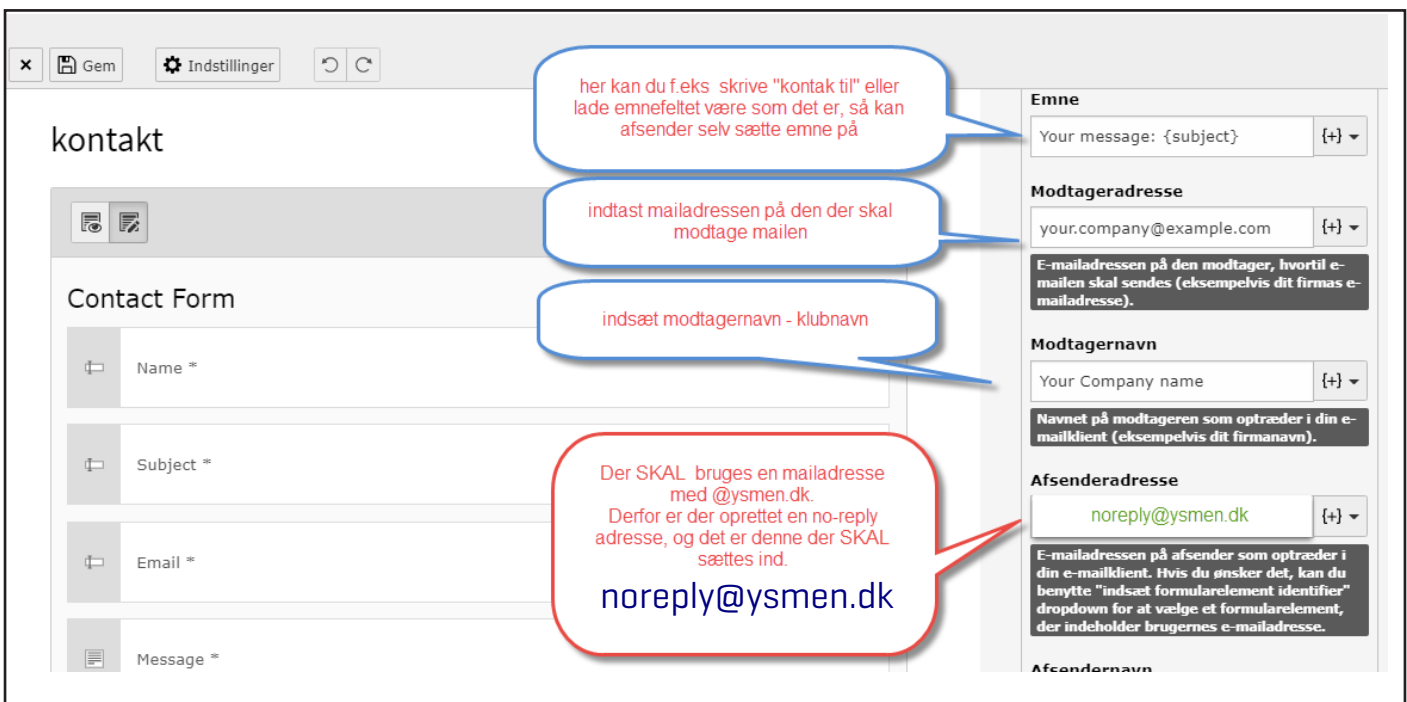 Gem
Indstillinger
kontakt
Contact Form
Name *
Subject *
Email *
Message *
her kan du f.eks  skrive "kontak til" eller
lade emnefeltet være som det er, så kan
afsender selv sætte emne på
indtast mailadressen på den der skal
modtage mailen
indsæt modtagernavn - klubnavn
Der SKAL  bruges en mailadresse
med @ysmen.dk.
Derfor er der oprettet en no-reply
adresse, og det er denne der SKAL
sættes ind.
noreply@ysmen.dk
Emne
Your message: {subject}
{+}
Modtageradresse
your.company@example.com
{+}
E-mailadressen på den modtager, hvortil e-
mailen skal sendes (eksempelvis dit firmas e-
mailadresse).
Modtagernavn
Your Company name
{+}
Navnet på modtageren som optræder i din e-
mailklient (eksempelvis dit firmanavn).
Afsenderadresse
noreply@ysmen.dk
{+}
E-mailadressen på afsender som optræder i
din e-mailklient. Hvis du ønsker det, kan du
benytte "indsæt formularelement identifier"
dropdown for at vælge et formularelement,
der indeholder brugernes e-mailadresse.
Afsendernavn